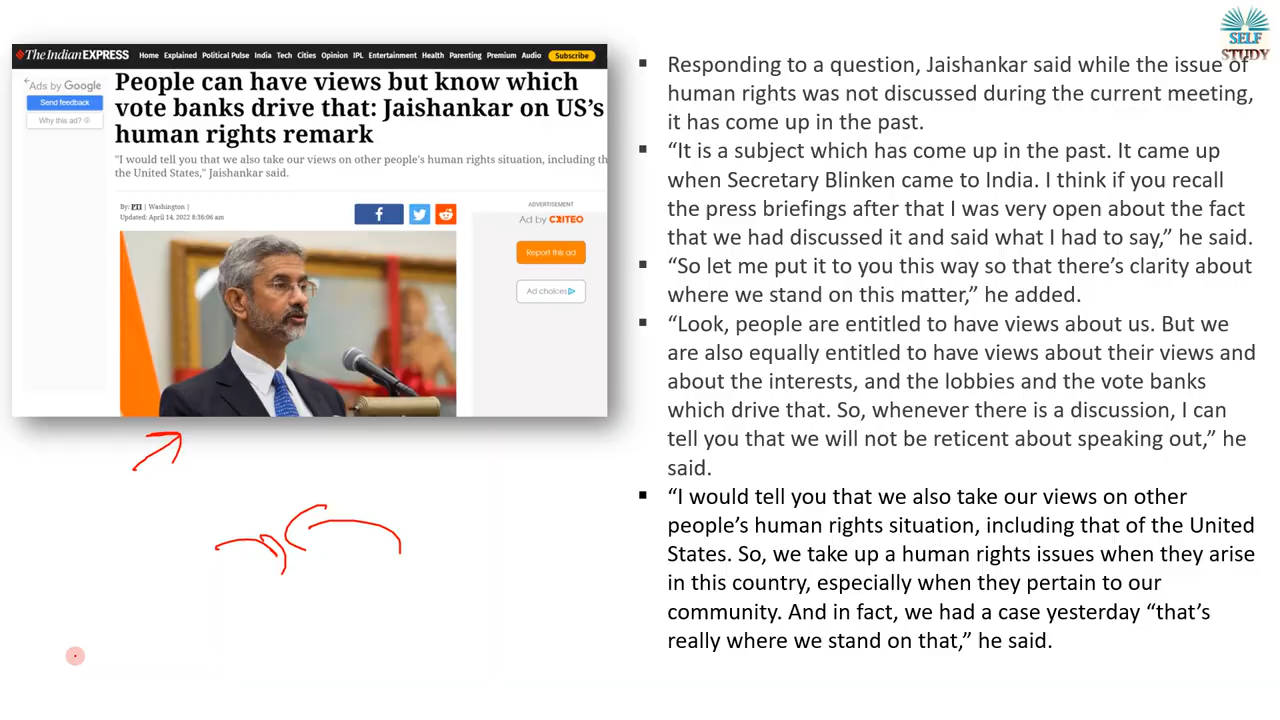 The Indian EXPRESS
Home Explained Political Pulse India Tech Cities Opinion IPL Entertainment Health Parenting Premium Audio Subscribe
Ads by Google
Send feedback
Why this ad?
People can have views but know which
vote banks drive that: Jaishankar on US's
human rights remark
"I would tell you that we also take our views on other people's human rights situation, including th
the United States," Jaishankar said.
By: PTI | Washington |
Updated: April 14, 2022 8:36:06 am
ADVERTISEMENT
Ad by CRITEO
Report this ad
Ad choices
SELF
STUDY
▪ Responding to a question, Jaishankar said while the issue of
human rights was not discussed during the current meeting,
it has come up in the past.
▪ “It is a subject which has come up in the past. It came up
when Secretary Blinken came to India. I think if you recall
the press briefings after that I was very open about the fact
that we had discussed it and said what I had to say,” he said.
▪ “So let me put it to you this way so that there’s clarity about
where we stand on this matter,” he added.
▪ “Look, people are entitled to have views about us. But we
are also equally entitled to have views about their views and
about the interests, and the lobbies and the vote banks
which drive that. So, whenever there is a discussion, I can
tell you that we will not be reticent about speaking out,” he
said.
▪ “I would tell you that we also take our views on other
people’s human rights situation, including that of the United
States. So, we take up a human rights issues when they arise
in this country, especially when they pertain to our
community. And in fact, we had a case yesterday “that’s
really where we stand on that,” he said.